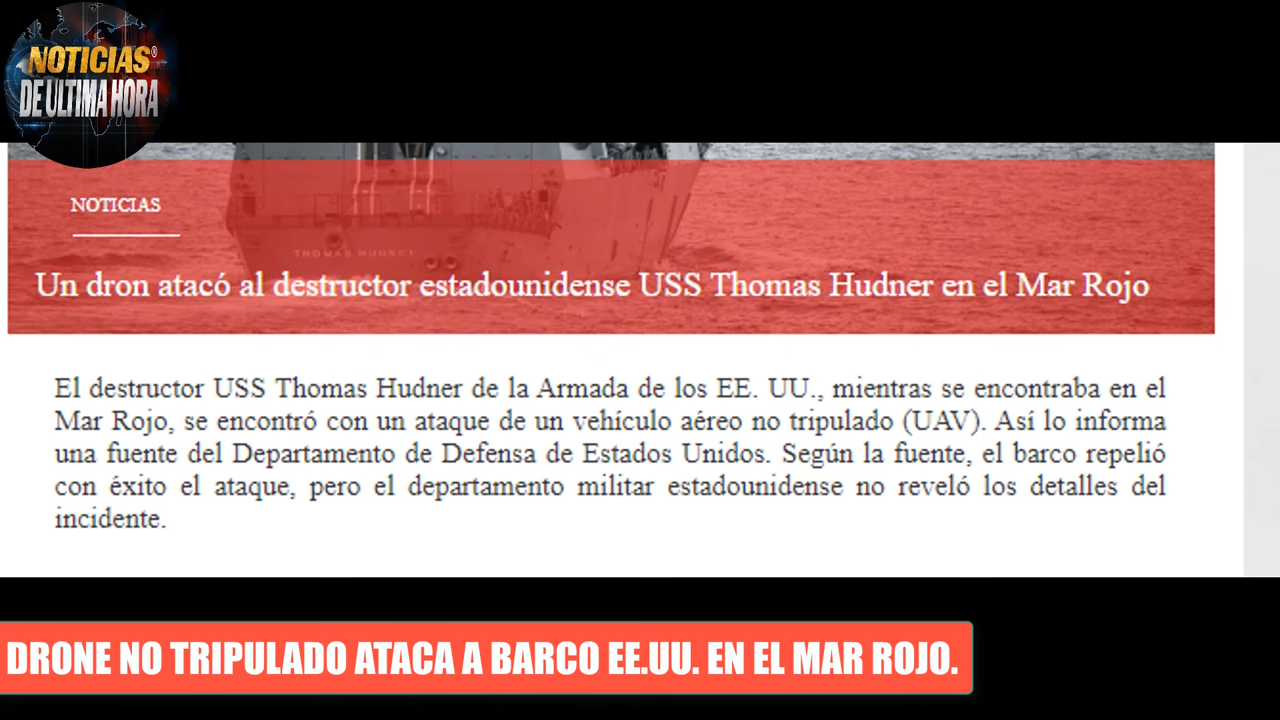 NOTICIAS®
DE ULTIMA HORA
THOMAS HUDNER
NOTICIAS
Un dron atacó al destructor estadounidense USS Thomas Hudner en el Mar Rojo
El destructor USS Thomas Hudner de la Armada de los EE. UU., mientras se encontraba en el
Mar Rojo, se encontró con un ataque de un vehículo aéreo no tripulado (UAV). Así lo informa
una fuente del Departamento de Defensa de Estados Unidos. Según la fuente, el barco repelió
con éxito el ataque, pero el departamento militar estadounidense no reveló los detalles del
incidente.
DRONE NO TRIPULADO ATACA A BARCO EE.UU. EN EL MAR ROJO.